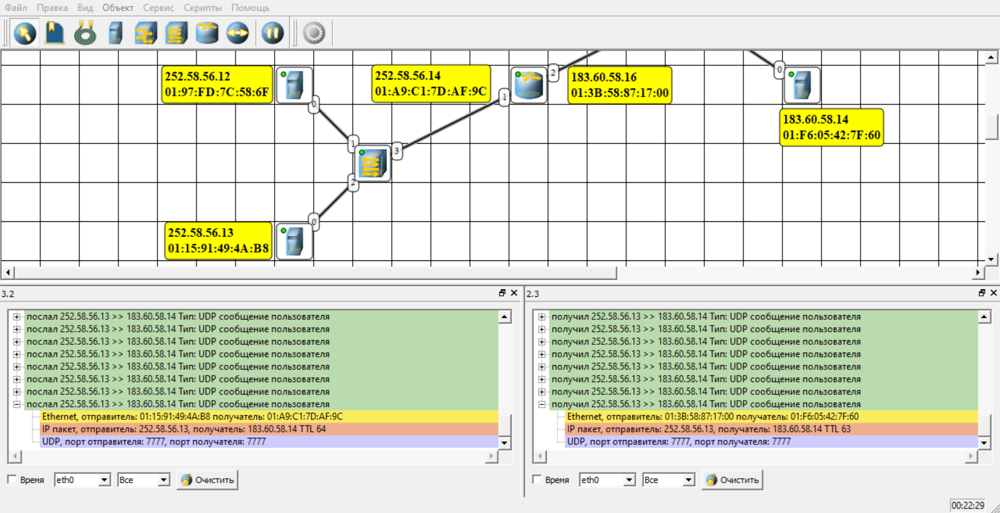 Файл Правка Вид Объект Сервис Скрипты Помощь
252.58.56.12
01:97:FD:7C:58:6F
0
252.58.56.14
01:A9:C1:7D:AF:9C
1
2
183.60.58.16
01:3B:58:87:17:00
0
183.60.58.14
01:F6:05:42:7F:60
1
3
2
0
252.58.56.13
01:15:91:49:4A:B8
3.2
послал 252.58.56.13 >> 183.60.58.14 Тип: UDP сообщение пользователя
послал 252.58.56.13 >> 183.60.58.14 Тип: UDP сообщение пользователя
послал 252.58.56.13 >> 183.60.58.14 Тип: UDP сообщение пользователя
послал 252.58.56.13 >> 183.60.58.14 Тип: UDP сообщение пользователя
послал 252.58.56.13 >> 183.60.58.14 Тип: UDP сообщение пользователя
послал 252.58.56.13 >> 183.60.58.14 Тип: UDP сообщение пользователя
послал 252.58.56.13 >> 183.60.58.14 Тип: UDP сообщение пользователя
послал 252.58.56.13 >> 183.60.58.14 Тип: UDP сообщение пользователя
Ethernet, отправитель: 01:15:91:49:4A:B8 получатель: 01:A9:C1:7D:AF:9C
IP пакет, отправитель: 252.58.56.13, получатель: 183.60.58.14 TTL 64
UDP, порт отправителя: 7777, порт получателя: 7777
Время eth0 Все Очистить
2.3
получил 252.58.56.13 >> 183.60.58.14 Тип: UDP сообщение пользователя
получил 252.58.56.13 >> 183.60.58.14 Тип: UDP сообщение пользователя
получил 252.58.56.13 >> 183.60.58.14 Тип: UDP сообщение пользователя
получил 252.58.56.13 >> 183.60.58.14 Тип: UDP сообщение пользователя
получил 252.58.56.13 >> 183.60.58.14 Тип: UDP сообщение пользователя
получил 252.58.56.13 >> 183.60.58.14 Тип: UDP сообщение пользователя
получил 252.58.56.13 >> 183.60.58.14 Тип: UDP сообщение пользователя
получил 252.58.56.13 >> 183.60.58.14 Тип: UDP сообщение пользователя
Ethernet, отправитель: 01:3B:58:87:17:00 получатель: 01:F6:05:42:7F:60
IP пакет, отправитель: 252.58.56.13, получатель: 183.60.58.14 TTL 63
UDP, порт отправителя: 7777, порт получателя: 7777
Время eth0 Все Очистить
00:22:29